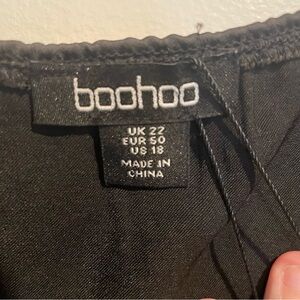 boohoo
UK 22
EUR 50
US 18
MADE IN
CHINA